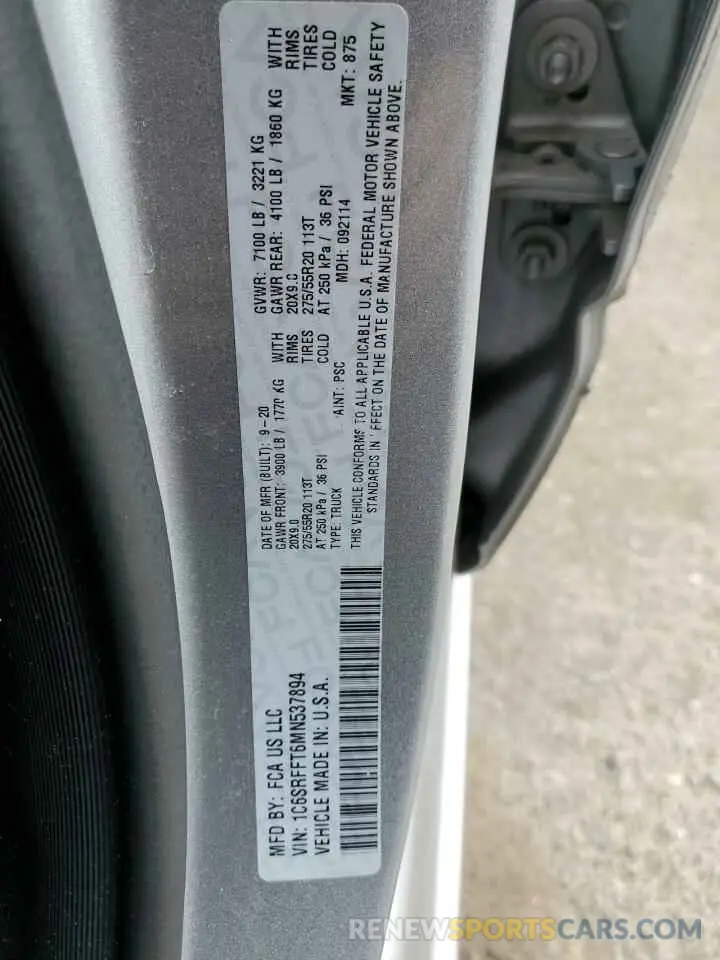 MFD BY: FCA US LLC
VIN: 1C6SRFFT6MN537894
VEHICLE MADE IN: U.S.A.
DATE OF MFR (BUILT): 9-20
GVWR: 7100 LB / 3221 KG
GAWR FRONT: 3900 LB / 1770 KG WITH
20X9.0 RIMS
275/55R20 113T TIRES
AT 250 kPa / 36 PSI COLD
GAWR REAR: 4100 LB / 1860 KG WITH
20X9.0 RIMS
275/55R20 113T TIRES
AT 250 kPa / 36 PSI COLD
TYPE: TRUCK AINT: PSC MDH: 092114 MKT: 875
THIS VEHICLE CONFORMS TO ALL APPLICABLE U.S.A. FEDERAL MOTOR VEHICLE SAFETY
STANDARDS IN FFECT ON THE DATE OF MANUFACTURE SHOWN ABOVE.
RENEWSPORTSCARS.COM